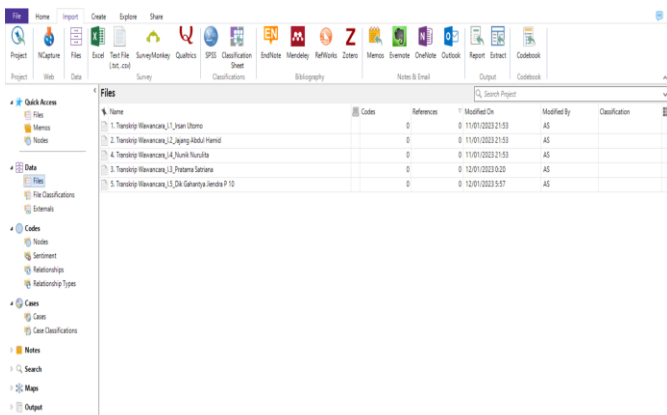 File Home Import Create Explore Share
Project NCapture Files Excel Text File (.txt, .csv) SurveyMonkey Qualtrics SPSS Classification Sheet EndNote Mendeley RefWorks Zotero Memos Evernote OneNote Outlook Report Extract Codebook
Project Web Data Survey Classifications Bibliography Notes & Email Output Codebook
Quick Access
Files
Memos
Nodes
Data
Files
File Classifications
Externals
Codes
Nodes
Sentiment
Relationships
Relationship Types
Cases
Cases
Case Classifications
Notes
Search
Maps
Output
Files
Search Project
Name Codes References Modified On Modified By Classification
1. Transkrip Wawancara_I.1_Irsan Utomo 0 0 11/01/2023 21:53 AS
2. Transkrip Wawancara_I.2_Jajang Abdul Hamid 0 0 11/01/2023 21:53 AS
4. Transkrip Wawancara_I.4_Nunik Nurulita 0 0 11/01/2023 21:53 AS
3. Transkrip Wawancara_I.3_Pratama Satriana 0 0 12/01/2023 0:20 AS
5. Transkrip Wawancara_I.5_Dik Gahantya Jiendra P 10 0 0 12/01/2023 5:57 AS